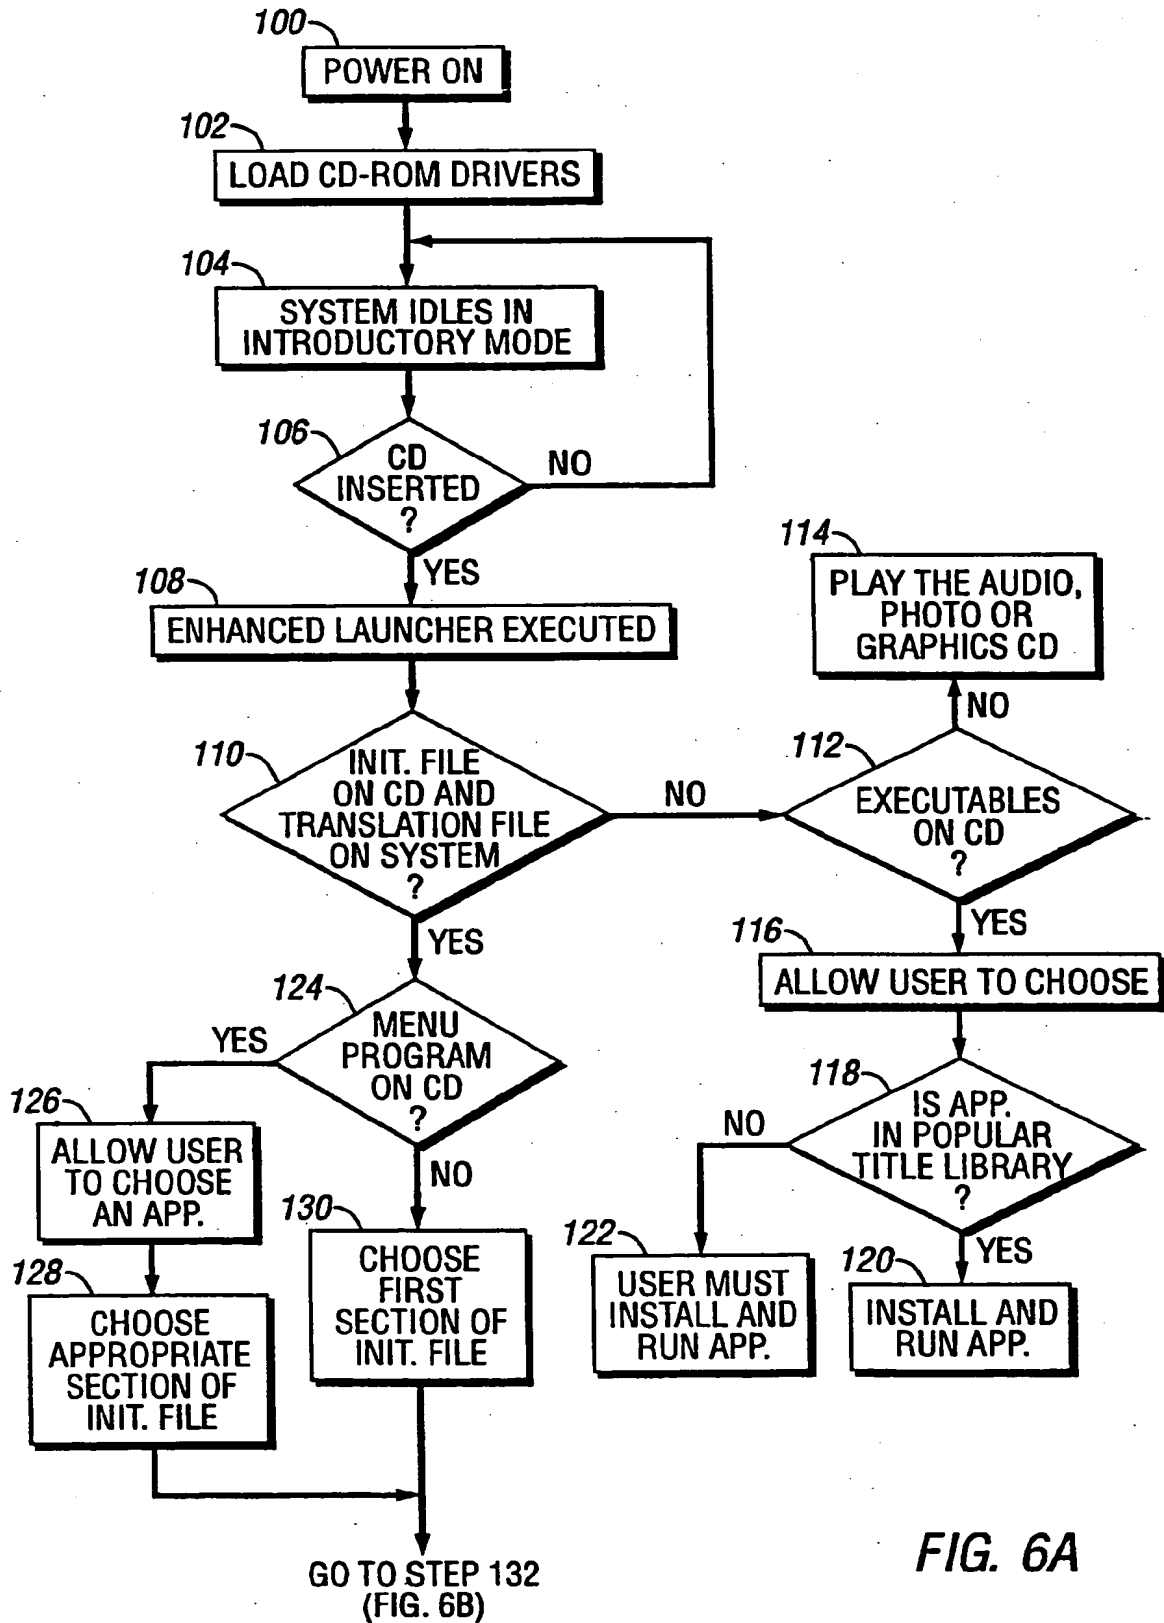 100
POWER ON
102
LOAD CD-ROM DRIVERS
104
SYSTEM IDLES IN
INTRODUCTORY MODE
106
CD
INSERTED
?
NO
YES
108
ENHANCED LAUNCHER EXECUTED
110
INIT. FILE
ON CD AND
TRANSLATION FILE
ON SYSTEM
?
NO
YES
112
EXECUTABLES
ON CD
?
NO
114
PLAY THE AUDIO,
PHOTO OR
GRAPHICS CD
YES
116
ALLOW USER TO CHOOSE
118
IS APP.
IN POPULAR
TITLE LIBRARY
?
NO
YES
122
USER MUST
INSTALL AND
RUN APP.
120
INSTALL AND
RUN APP.
124
MENU
PROGRAM
ON CD
?
YES
NO
126
ALLOW USER
TO CHOOSE
AN APP.
128
CHOOSE
APPROPRIATE
SECTION OF
INIT. FILE
130
CHOOSE
FIRST
SECTION OF
INIT. FILE
GO TO STEP 132
(FIG. 6B)
FIG. 6A